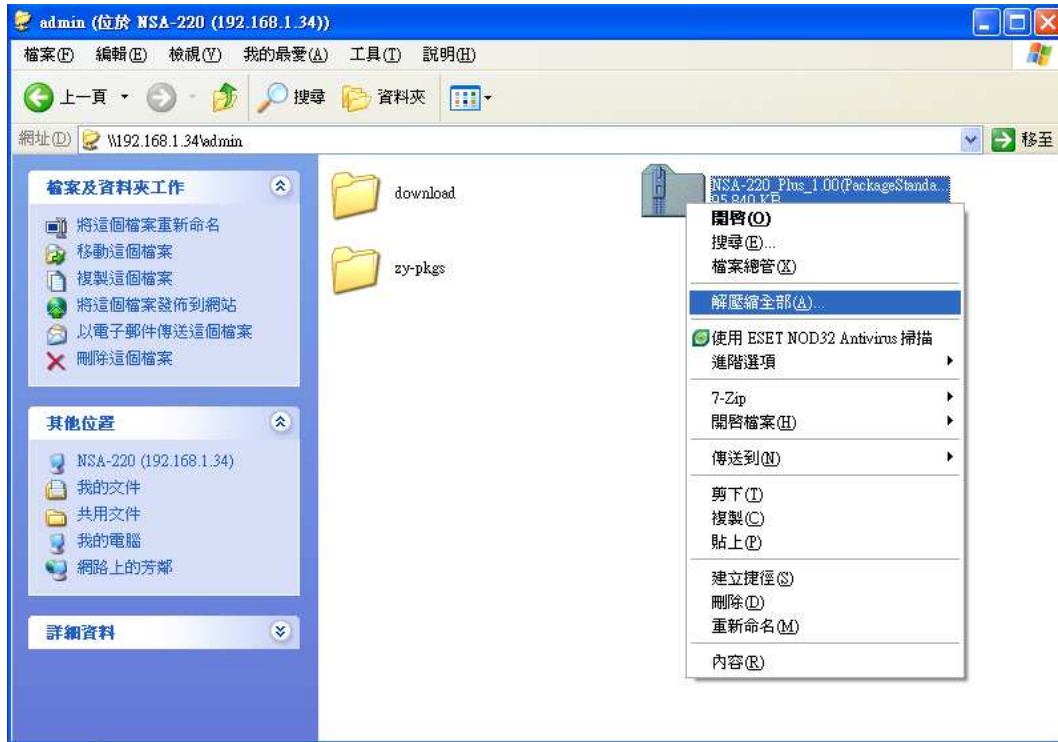 admin (位於 NSA-220 (192.168.1.34))
檔案(F) 編輯(E) 檢視(V) 我的最愛(A) 工具(T) 說明(H)
上一頁 搜尋 資料夾
網址(D) \\192.168.1.34\admin 移至
檔案及資料夾工作
將這個檔案重新命名
移動這個檔案
複製這個檔案
將這個檔案發佈到網站
以電子郵件傳送這個檔案
刪除這個檔案
其他位置
NSA-220 (192.168.1.34)
我的文件
共用文件
我的電腦
網路上的芳鄰
詳細資料
download
zy-pkgs
NSA-220_Plus_1.00(PackageStanda...
95,840 KB
開啓(O)
搜尋(E)...
檔案總管(X)
解壓縮全部(A)...
使用 ESET NOD32 Antivirus 掃描
進階選項
7-Zip
開啓檔案(H)
傳送到(N)
剪下(T)
複製(C)
貼上(P)
建立捷徑(S)
刪除(D)
重新命名(M)
內容(R)